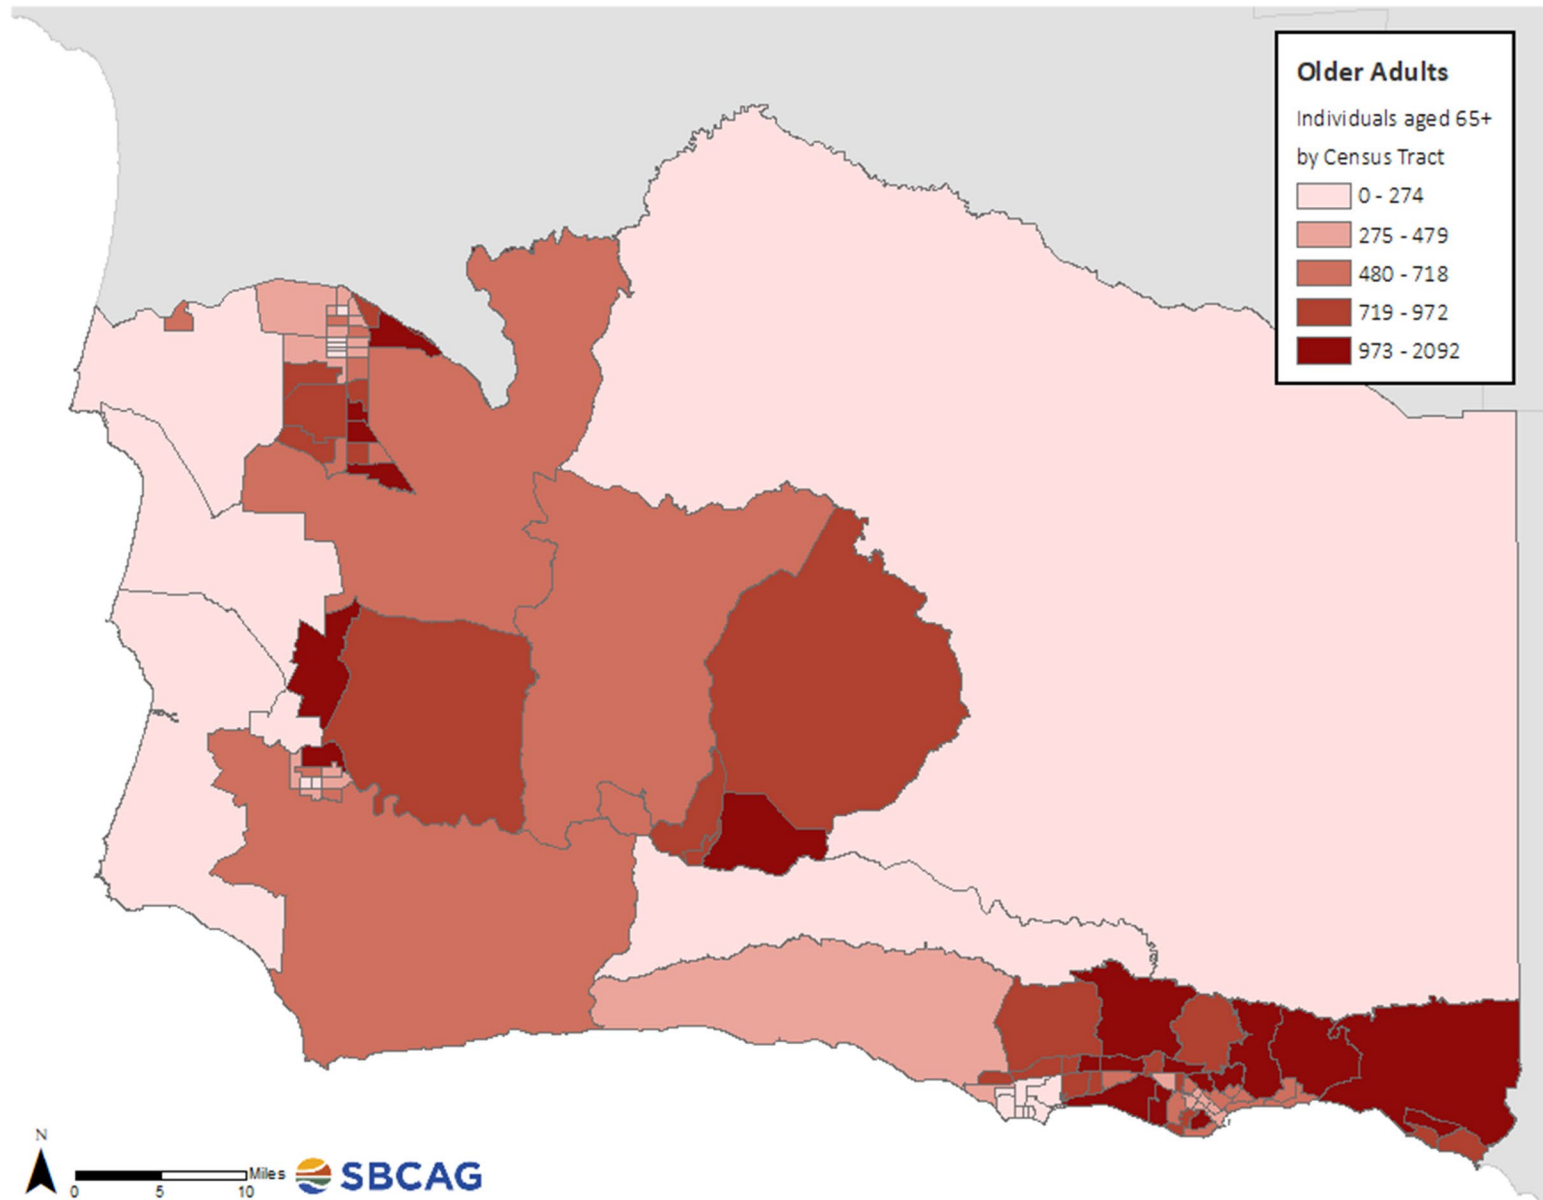 Older Adults
Individuals aged 65+
by Census Tract
0 - 274
275 - 479
480 - 718
719 - 972
973 - 2092
N
Miles
0 5 10
SBCAG